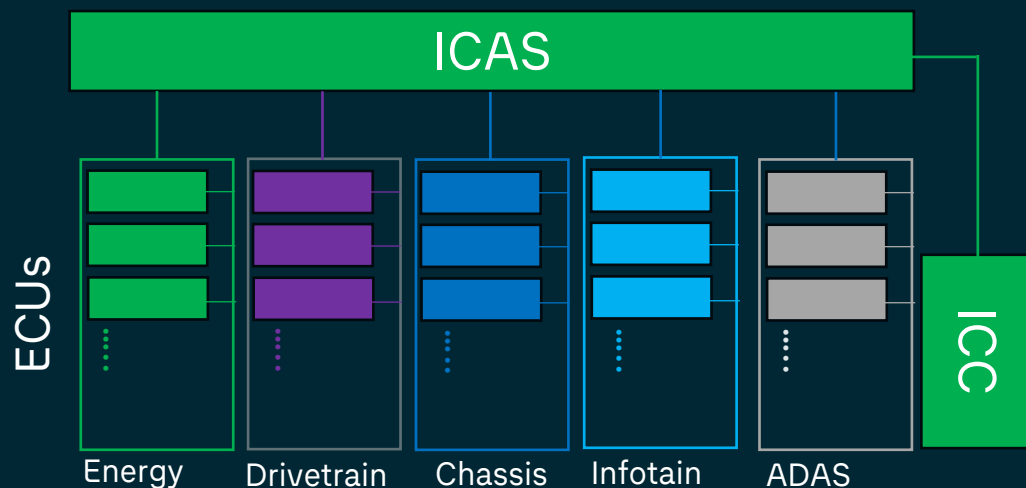 ICAS
ECUs
ICC
Energy
Drivetrain
Chassis
Infotain
ADAS